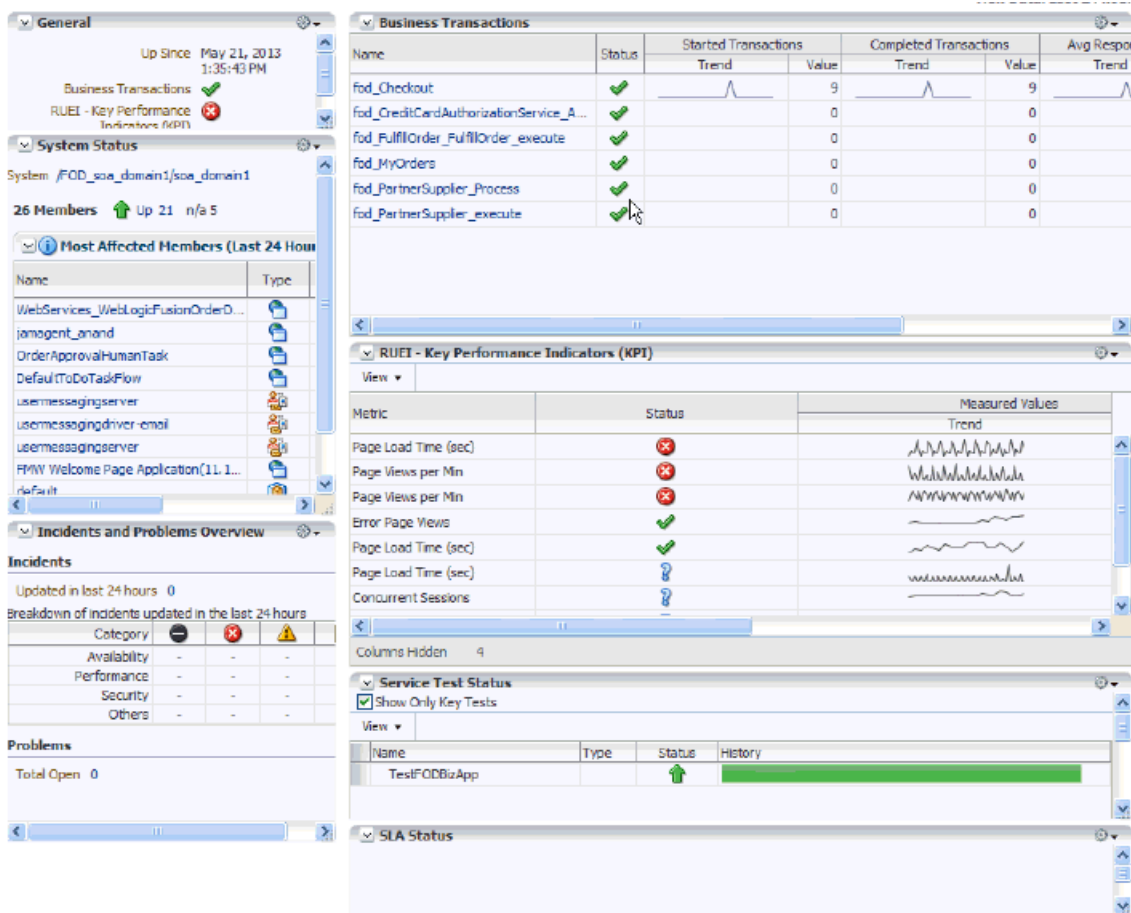 General
Up Since May 21, 2013
1:35:43 PM
Business Transactions
RUEI - Key Performance
Indicators (KPI)
System Status
System /FOD_soa_domain1/soa_domain1
26 Members Up 21 n/a 5
Most Affected Members (Last 24 Hour
Name Type
WebServices_WebLogicFusionOrderD...
jamagent_anand
OrderApprovalHumanTask
DefaultToDoTaskFlow
usermessagingserver
usermessagingdriver-email
usermessagingserver
FMW Welcome Page Application(11.1...
default
Incidents and Problems Overview
Incidents
Updated in last 24 hours 0
Breakdown of incidents updated in the last 24 hours
Category
Availability - - -
Performance - - -
Security - - -
Others - - -
Problems
Total Open 0
Business Transactions
Name Status Started Transactions Completed Transactions Avg Respo
Trend Value Trend Value Trend
fod_Checkout 9 9
fod_CreditCardAuthorizationService_A... 0 0
fod_FulfillOrder_FulfillOrder_execute 0 0
fod_MyOrders 0 0
fod_PartnerSupplier_Process 0 0
fod_PartnerSupplier_execute 0 0
RUEI - Key Performance Indicators (KPI)
View
Metric Status Measured Values
Trend
Page Load Time (sec)
Page Views per Min
Page Views per Min
Error Page Views
Page Load Time (sec)
Page Load Time (sec)
Concurrent Sessions
Columns Hidden 4
Service Test Status
Show Only Key Tests
View
Name Type Status History
TestFODBizApp
SLA Status